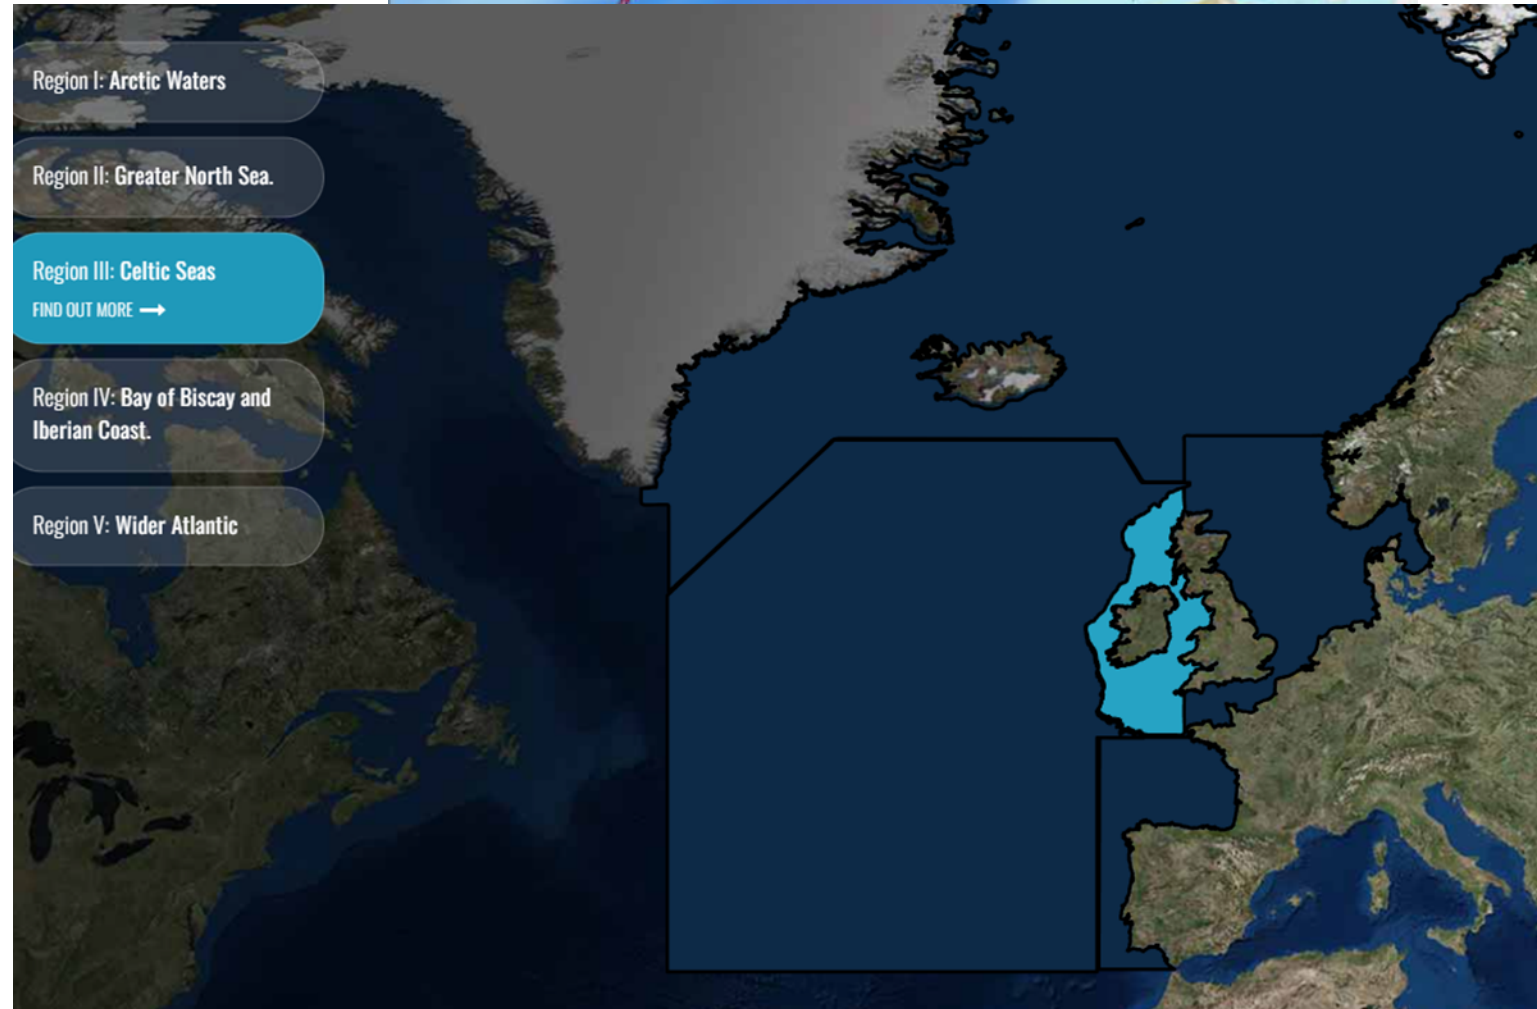 Region I: Arctic Waters
Region II: Greater North Sea.
Region III: Celtic Seas
FIND OUT MORE →
Region IV: Bay of Biscay and
Iberian Coast.
Region V: Wider Atlantic